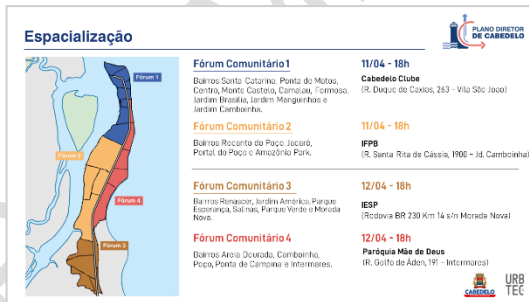 Espacialização
PLANO DIRETOR
DE CABEDELO
Fórum 1
Fórum 2
Fórum 4
Fórum 3
Fórum Comunitário 1
Bairros Santa Catarina, Ponta de Matos,
Centro, Monte Castelo, Camalau, Formosa,
Jardim Brasília, Jardim Manguinhos e
Jardim Camboinha.
11/04 - 18h
Cabedelo Clube
(R. Duque de Caxias, 263 - Vila São Joao)
Fórum Comunitário 2
Bairros Recanto do Poço, Jacaré,
Portal do Poço e Amazônia Park.
11/04 - 18h
IFPB
(R. Santa Rita de Cássia, 1900 – Jd. Camboinha)
Fórum Comunitário 3
Bairros Renascer, Jardim América, Parque
Esperança, Salinas, Parque Verde e Morada
Nova.
12/04 - 18h
IESP
(Rodovia BR 230 Km 14 s/n Morada Nova)
Fórum Comunitário 4
Bairros Areia Dourada, Camboinha,
Poço, Ponta de Campina e Intermares.
12/04 - 18h
Paróquia Mãe de Deus
(R. Golfo de Áden, 191 – Intermares)
CABEDELO
URB
TEC